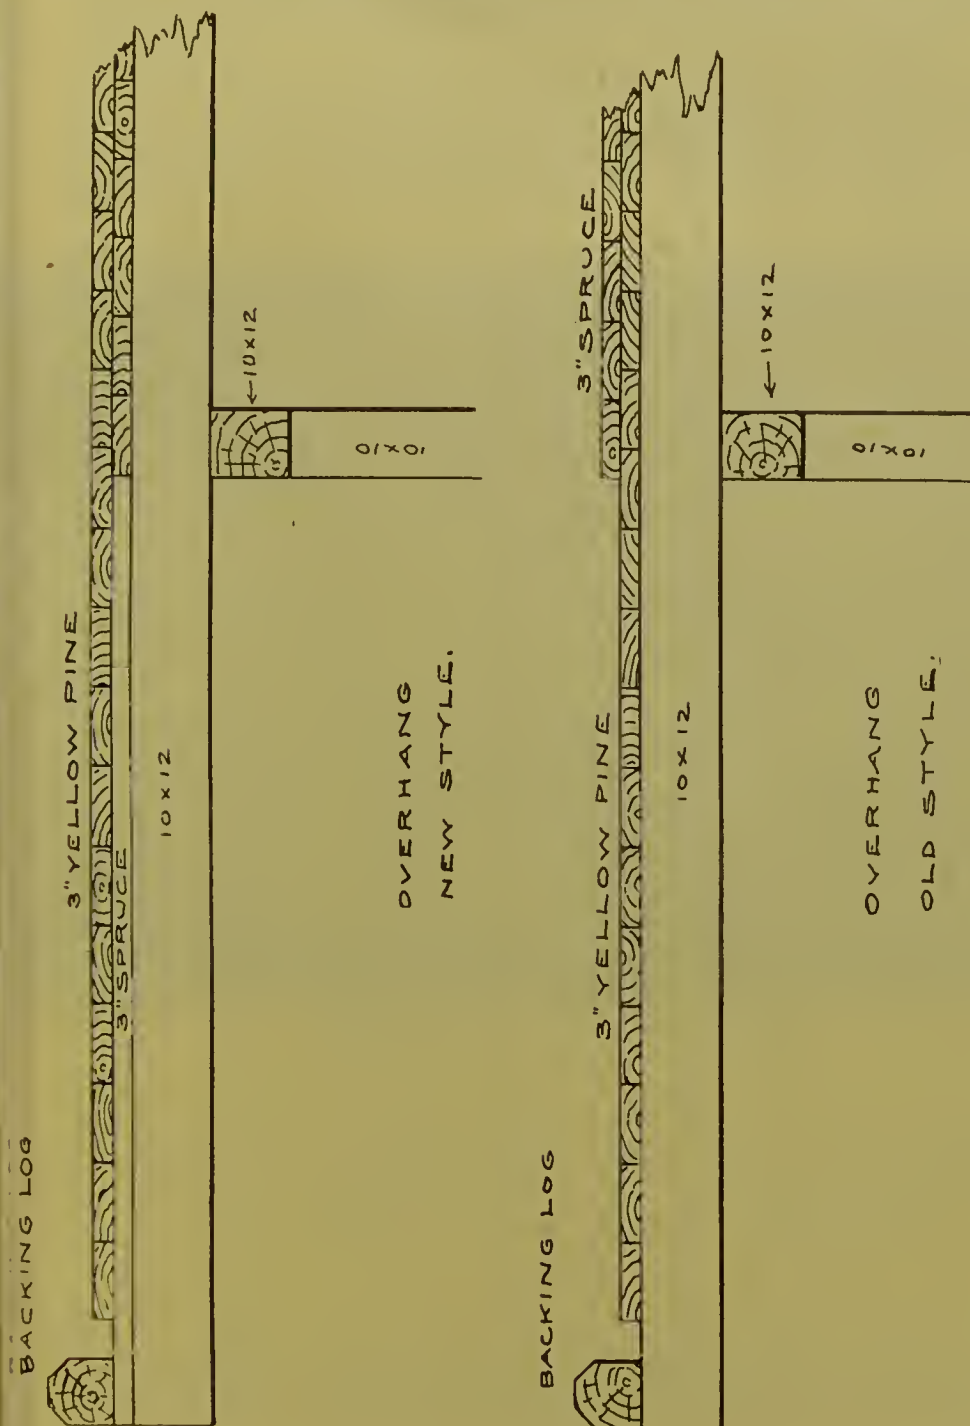 BACKING LOG
3" YELLOW PINE
3" SPRUCE
10 X 12
←10X12
10X10
OVERHANG
NEW STYLE.
BACKING LOG
3" YELLOW PINE
3" SPRUCE
10 X 12
←10X12
10X10
OVERHANG
OLD STYLE.